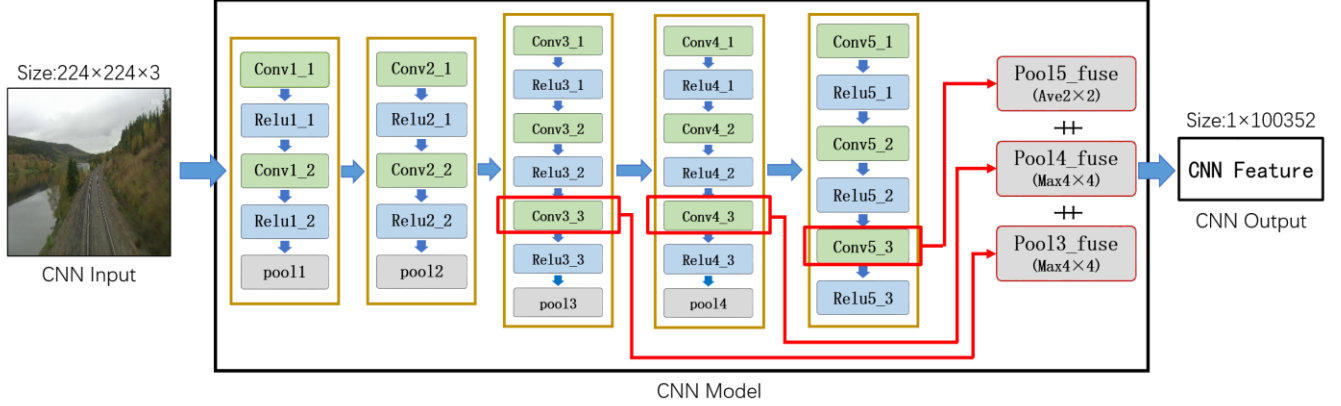 Size:224×224×3
CNN Input
Conv1_1
Relu1_1
Conv1_2
Relu1_2
pool1
Conv2_1
Relu2_1
Conv2_2
Relu2_2
pool2
Conv3_1
Relu3_1
Conv3_2
Relu3_2
Conv3_3
Relu3_3
pool3
Conv4_1
Relu4_1
Conv4_2
Relu4_2
Conv4_3
Relu4_3
pool4
Conv5_1
Relu5_1
Conv5_2
Relu5_2
Conv5_3
Relu5_3
Pool5_fuse
(Ave2×2)
++
Pool4_fuse
(Max4×4)
++
Pool3_fuse
(Max4×4)
Size:1×100352
CNN Feature
CNN Output
CNN Model